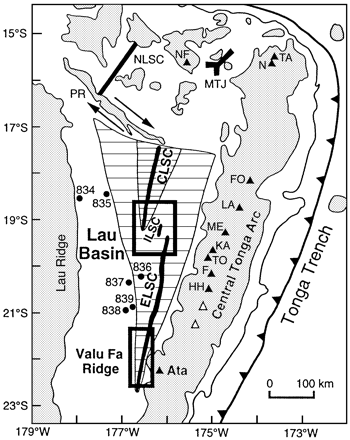 15°S
NLSC
NF
MTJ
N
TA
PR
17°S
CLSC
834
835
FO
LA
19°S
ILSC
ME
KA
TO
F
HH
Lau
Basin
836
837
839
838
ELSC
Lau Ridge
Central Tonga Arc
Tonga Trench
21°S
Valu Fa
Ridge
Ata
0 100 km
23°S
179°W 177°W 175°W 173°W